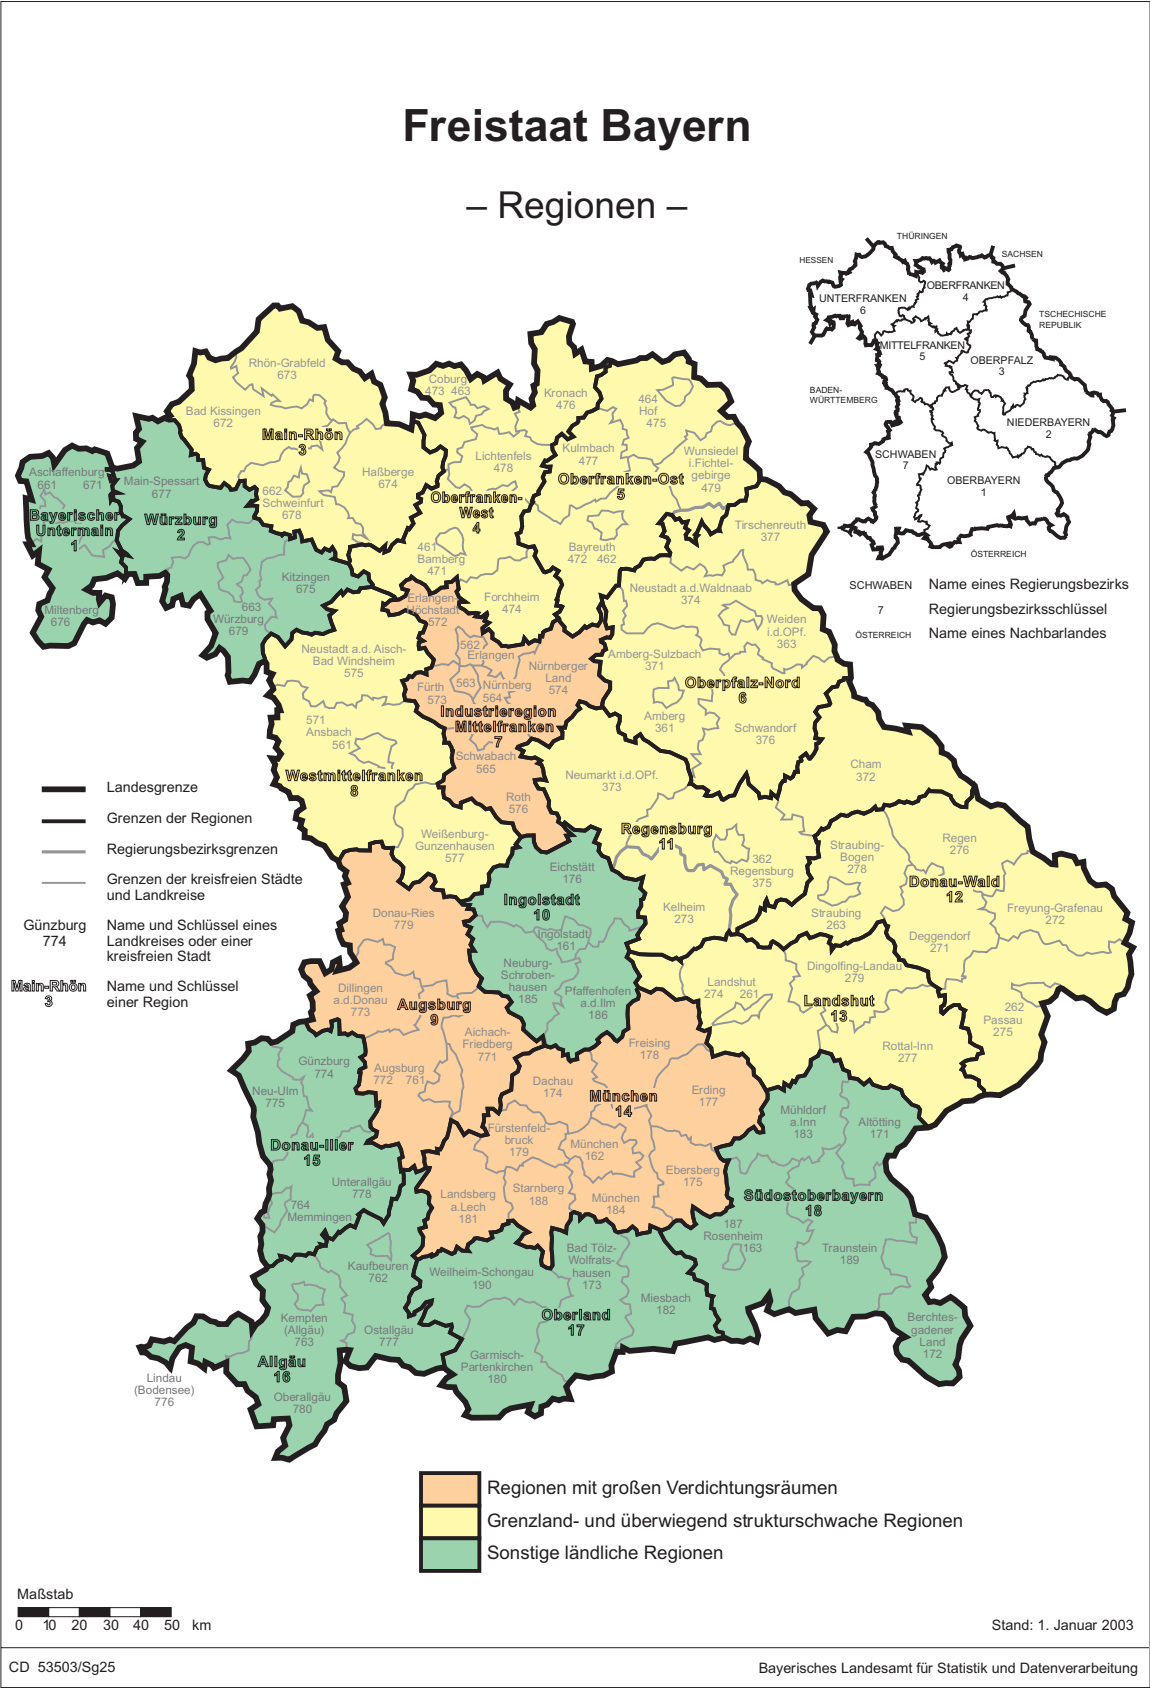 Freistaat Bayern
– Regionen –
THÜRINGEN
HESSEN
SACHSEN
OBERFRANKEN
4
UNTERFRANKEN
6
TSCHECHISCHE
REPUBLIK
MITTELFRANKEN
5
OBERPFALZ
3
BADEN-
WÜRTTEMBERG
NIEDERBAYERN
2
SCHWABEN
7
OBERBAYERN
1
ÖSTERREICH
SCHWABEN Name eines Regierungsbezirks
7 Regierungsbezirksschlüssel
ÖSTERREICH Name eines Nachbarlandes
Rhön-Grabfeld
673
Bad Kissingen
672
Main-Rhön
3
Haßberge
674
662
Schweinfurt
678
Coburg
473 463
Kronach
476
464
Hof
475
Lichtenfels
478
Kulmbach
477
Wunsiedel
i.Fichtel-
gebirge
479
Oberfranken-
West
4
Oberfranken-Ost
5
461
Bamberg
471
Bayreuth
472 462
Forchheim
474
Aschaffenburg
661 671
Bayerischer
Untermain
1
Miltenberg
676
Main-Spessart
677
Würzburg
2
Kitzingen
675
663
Würzburg
679
Tirschenreuth
377
Neustadt a.d.Waldnaab
374
Weiden
i.d.OPf.
363
Amberg-Sulzbach
371
Oberpfalz-Nord
6
Amberg
361
Schwandorf
376
Erlangen-
Höchstadt
572
562
Erlangen
Nürnberger
Land
574
Fürth
573
563
Nürnberg
564
Industrieregion
Mittelfranken
7
Schwabach
565
Roth
576
Neustadt a.d. Aisch-
Bad Windsheim
575
571
Ansbach
561
Westmittelfranken
8
Weißenburg-
Gunzenhausen
577
Neumarkt i.d.OPf.
373
Cham
372
Regensburg
11
362
Regensburg
375
Kelheim
273
Straubing-
Bogen
278
Straubing
263
Regen
276
Donau-Wald
12
Freyung-Grafenau
272
Deggendorf
271
262
Passau
275
Eichstätt
176
Ingolstadt
10
Ingolstadt
161
Neuburg-
Schroben-
hausen
185
Pfaffenhofen
a.d.Ilm
186
Dingolfing-Landau
279
Landshut
274 261
Landshut
13
Rottal-Inn
277
Donau-Ries
779
Dillingen
a.d.Donau
773
Augsburg
9
Aichach-
Friedberg
771
Augsburg
772 761
Freising
178
Dachau
174
München
14
Erding
177
Fürstenfeld-
bruck
179
München
162
Ebersberg
175
Landsberg
a.Lech
181
Starnberg
188
München
184
Günzburg
774
Neu-Ulm
775
Donau-Iller
15
Unterallgäu
778
764
Memmingen
Mühldorf
a.Inn
183
Altötting
171
Südostoberbayern
18
187
Rosenheim
163
Traunstein
189
Berchtes-
gadener
Land
172
Kaufbeuren
762
Kempten
(Allgäu)
763
Ostallgäu
777
Allgäu
16
Oberallgäu
780
Lindau
(Bodensee)
776
Weilheim-Schongau
190
Bad Tölz-
Wolfrats-
hausen
173
Miesbach
182
Oberland
17
Garmisch-
Partenkirchen
180
Landesgrenze
Grenzen der Regionen
Regierungsbezirksgrenzen
Grenzen der kreisfreien Städte
und Landkreise
Günzburg Name und Schlüssel eines
774 Landkreises oder einer
kreisfreien Stadt
Main-Rhön Name und Schlüssel
3 einer Region
Regionen mit großen Verdichtungsräumen
Grenzland- und überwiegend strukturschwache Regionen
Sonstige ländliche Regionen
Maßstab
0 10 20 30 40 50 km
Stand: 1. Januar 2003
CD 53503/Sg25
Bayerisches Landesamt für Statistik und Datenverarbeitung